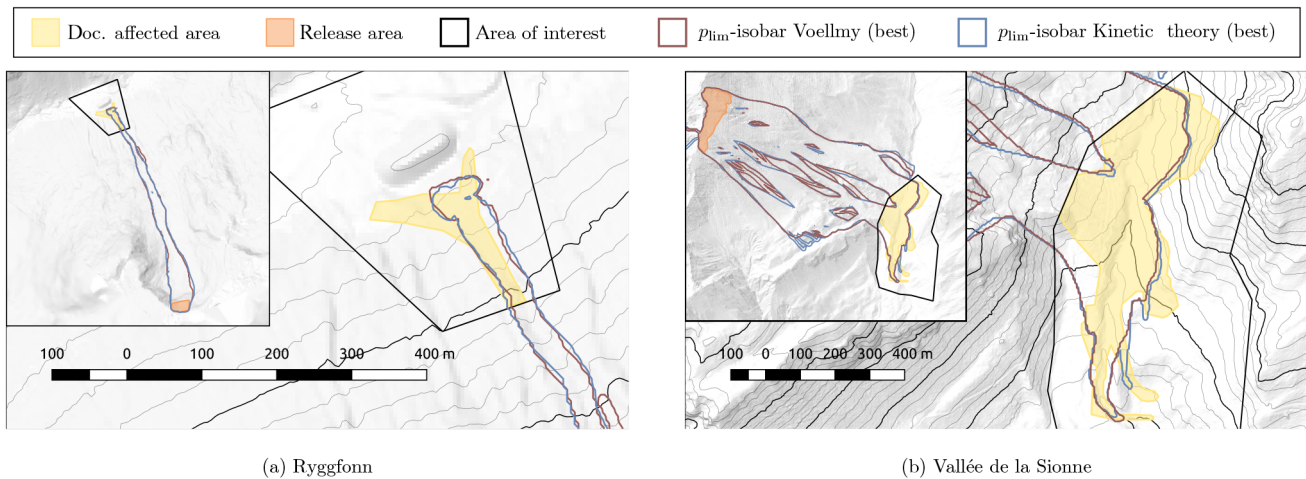 Doc. affected area Release area Area of interest p_lim-isobar Voellmy (best) p_lim-isobar Kinetic theory (best)
100 0 100 200 300 400 m
100 0 100 200 300 400 m
(a) Ryggfonn
(b) Vallée de la Sionne